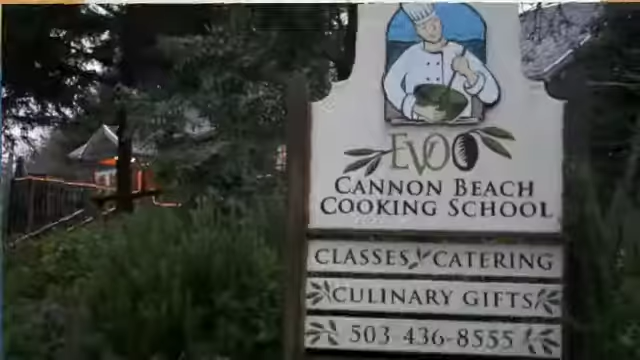 EVOO
CANNON BEACH
COOKING SCHOOL
CLASSES CATERING
CULINARY GIFTS
503 436-8555